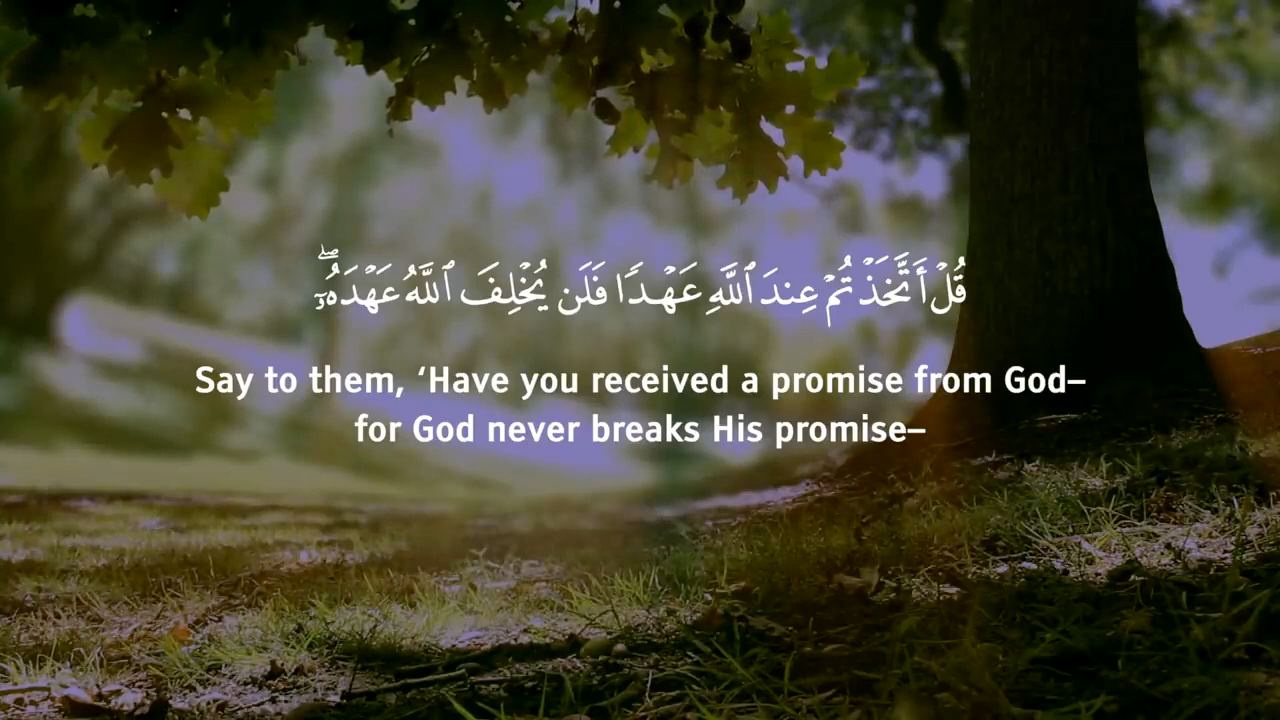 قُلْ أَتَّخَذْتُمْ عِندَ ٱللَّهِ عَهْدًا فَلَن يُخْلِفَ ٱللَّهُ عَهْدَهُۥٓ ۖ
Say to them, ‘Have you received a promise from God–
for God never breaks His promise–